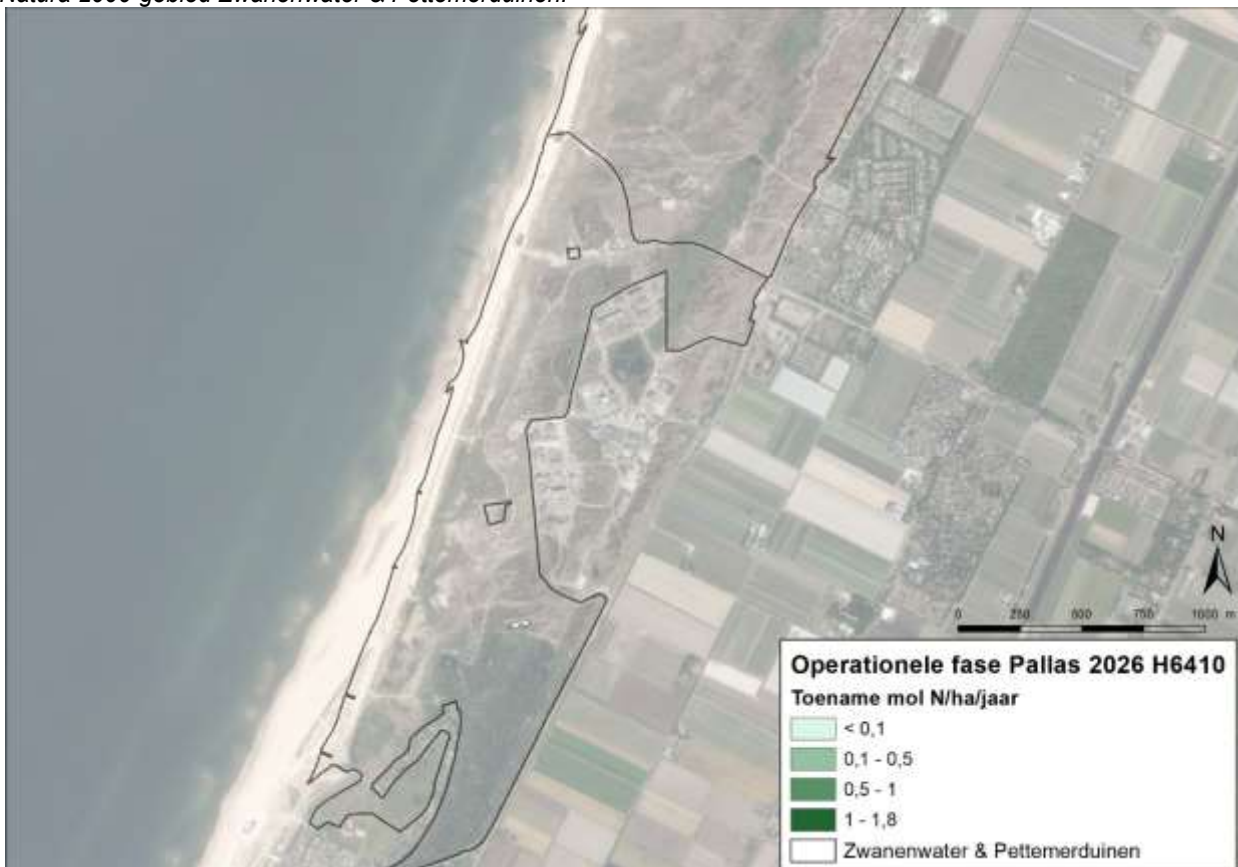 Natura 2000-gebied Zwanenwater & Pettemerduinen.
N
0 250 500 750 1000 m
Operationele fase Pallas 2026 H6410
Toename mol N/ha/jaar
< 0,1
0,1 - 0,5
0,5 - 1
1 - 1,8
Zwanenwater & Pettemerduinen